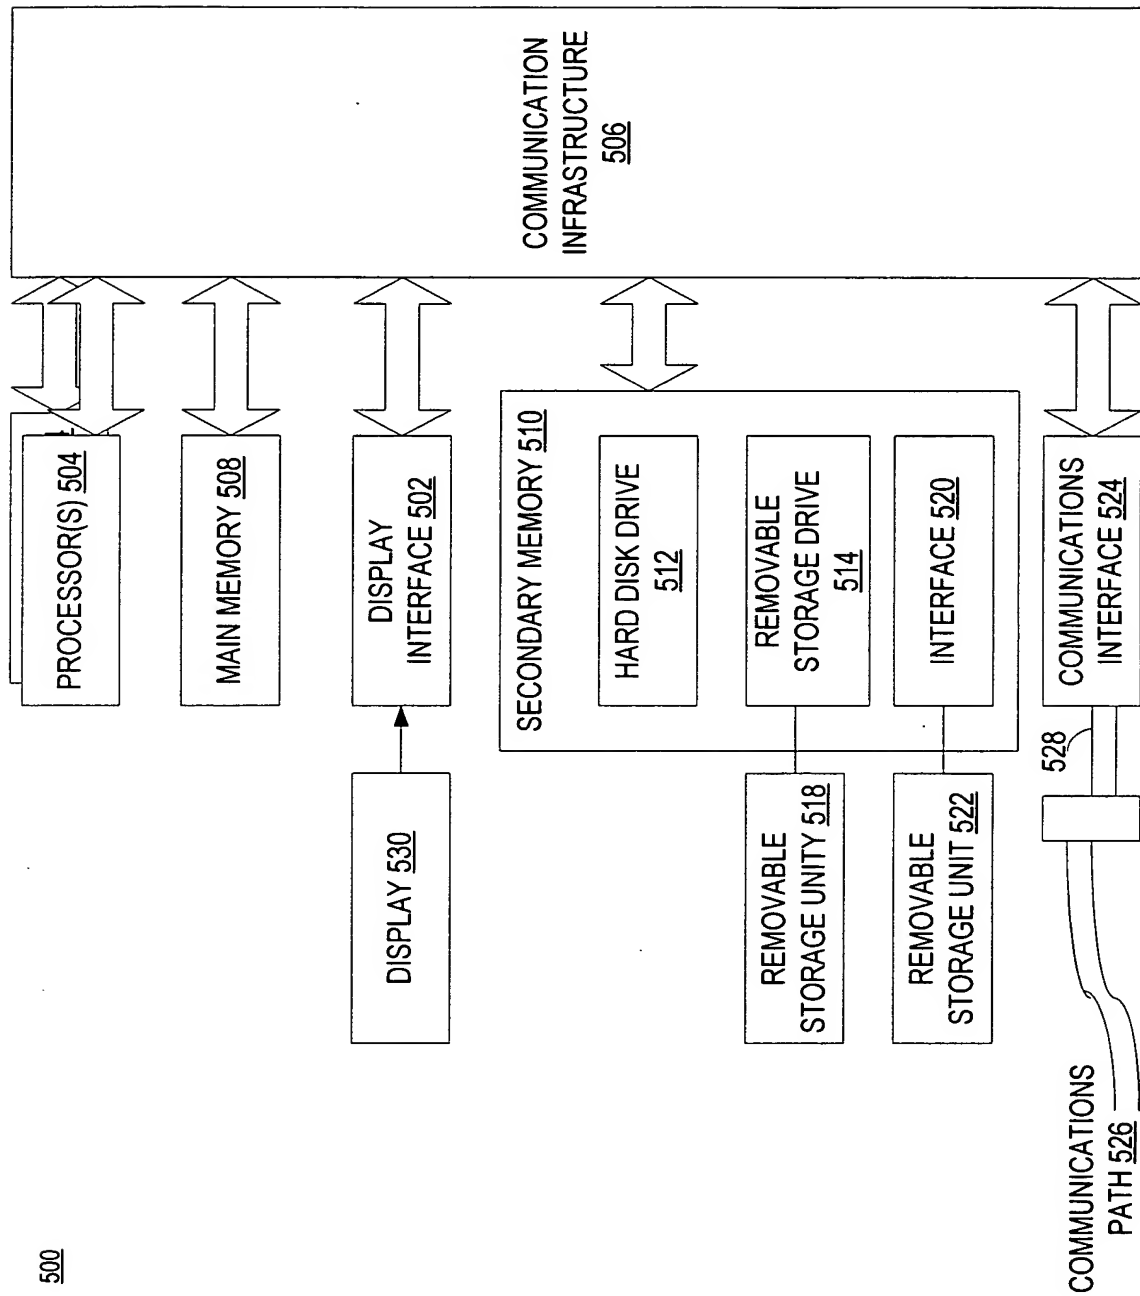 500
PROCESSOR(S) 504
MAIN MEMORY 508
DISPLAY
INTERFACE 502
DISPLAY 530
SECONDARY MEMORY 510
HARD DISK DRIVE
512
REMOVABLE
STORAGE DRIVE
514
INTERFACE 520
REMOVABLE
STORAGE UNITY 518
REMOVABLE
STORAGE UNIT 522
COMMUNICATIONS
INTERFACE 524
528
COMMUNICATIONS
PATH 526
COMMUNICATION
INFRASTRUCTURE
506